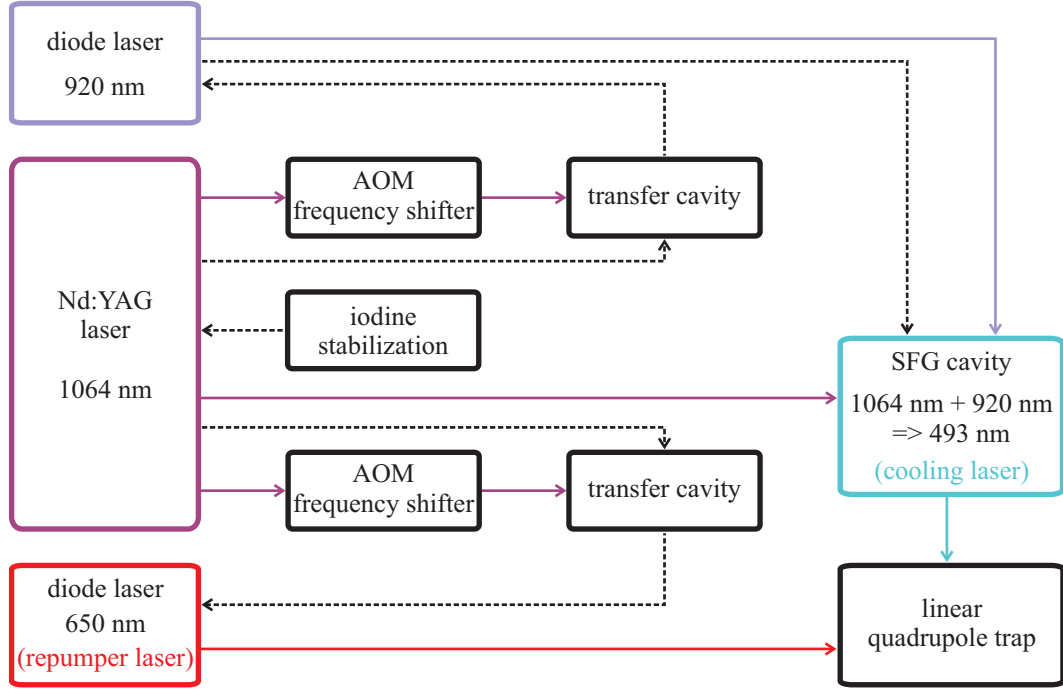 diode laser
920 nm
AOM
frequency shifter
transfer cavity
Nd:YAG
laser
1064 nm
iodine
stabilization
SFG cavity
1064 nm + 920 nm
=> 493 nm
(cooling laser)
AOM
frequency shifter
transfer cavity
diode laser
650 nm
(repumper laser)
linear
quadrupole trap